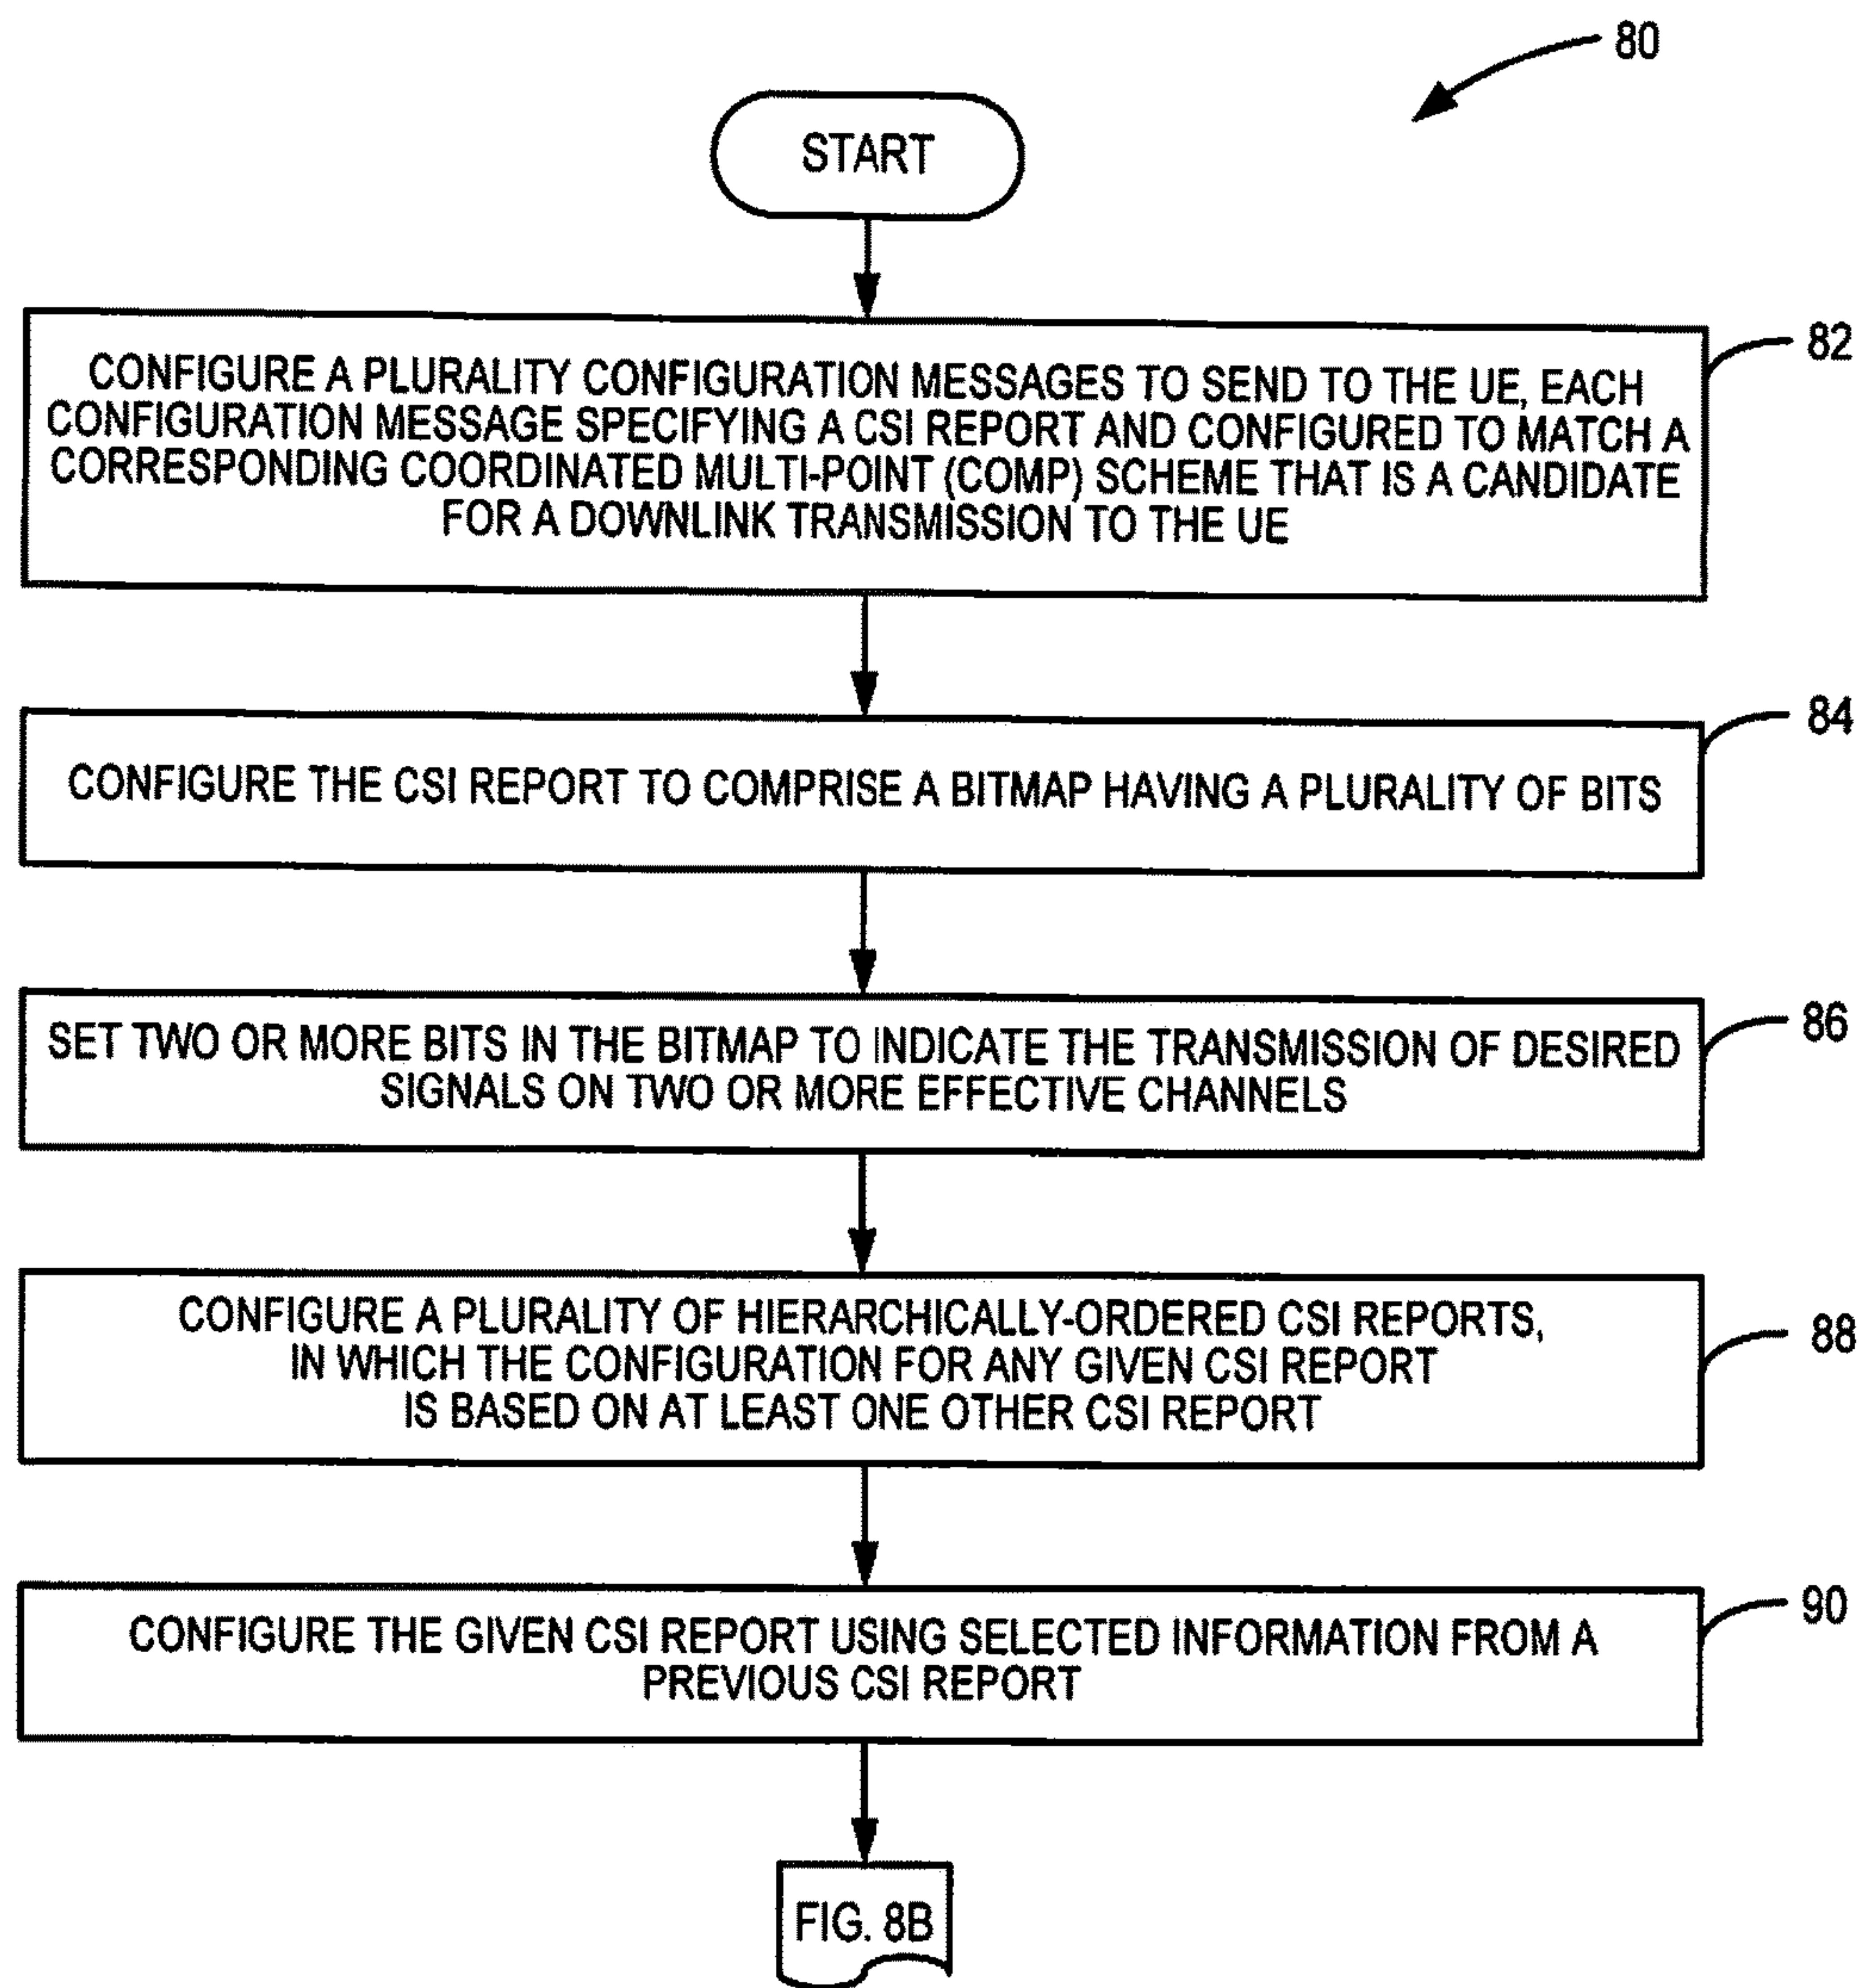 80
START
82
CONFIGURE A PLURALITY CONFIGURATION MESSAGES TO SEND TO THE UE, EACH
CONFIGURATION MESSAGE SPECIFYING A CSI REPORT AND CONFIGURED TO MATCH A
CORRESPONDING COORDINATED MULTI-POINT (COMP) SCHEME THAT IS A CANDIDATE
FOR A DOWNLINK TRANSMISSION TO THE UE
84
CONFIGURE THE CSI REPORT TO COMPRISE A BITMAP HAVING A PLURALITY OF BITS
86
SET TWO OR MORE BITS IN THE BITMAP TO INDICATE THE TRANSMISSION OF DESIRED
SIGNALS ON TWO OR MORE EFFECTIVE CHANNELS
88
CONFIGURE A PLURALITY OF HIERARCHICALLY-ORDERED CSI REPORTS,
IN WHICH THE CONFIGURATION FOR ANY GIVEN CSI REPORT
IS BASED ON AT LEAST ONE OTHER CSI REPORT
90
CONFIGURE THE GIVEN CSI REPORT USING SELECTED INFORMATION FROM A
PREVIOUS CSI REPORT
FIG. 8B